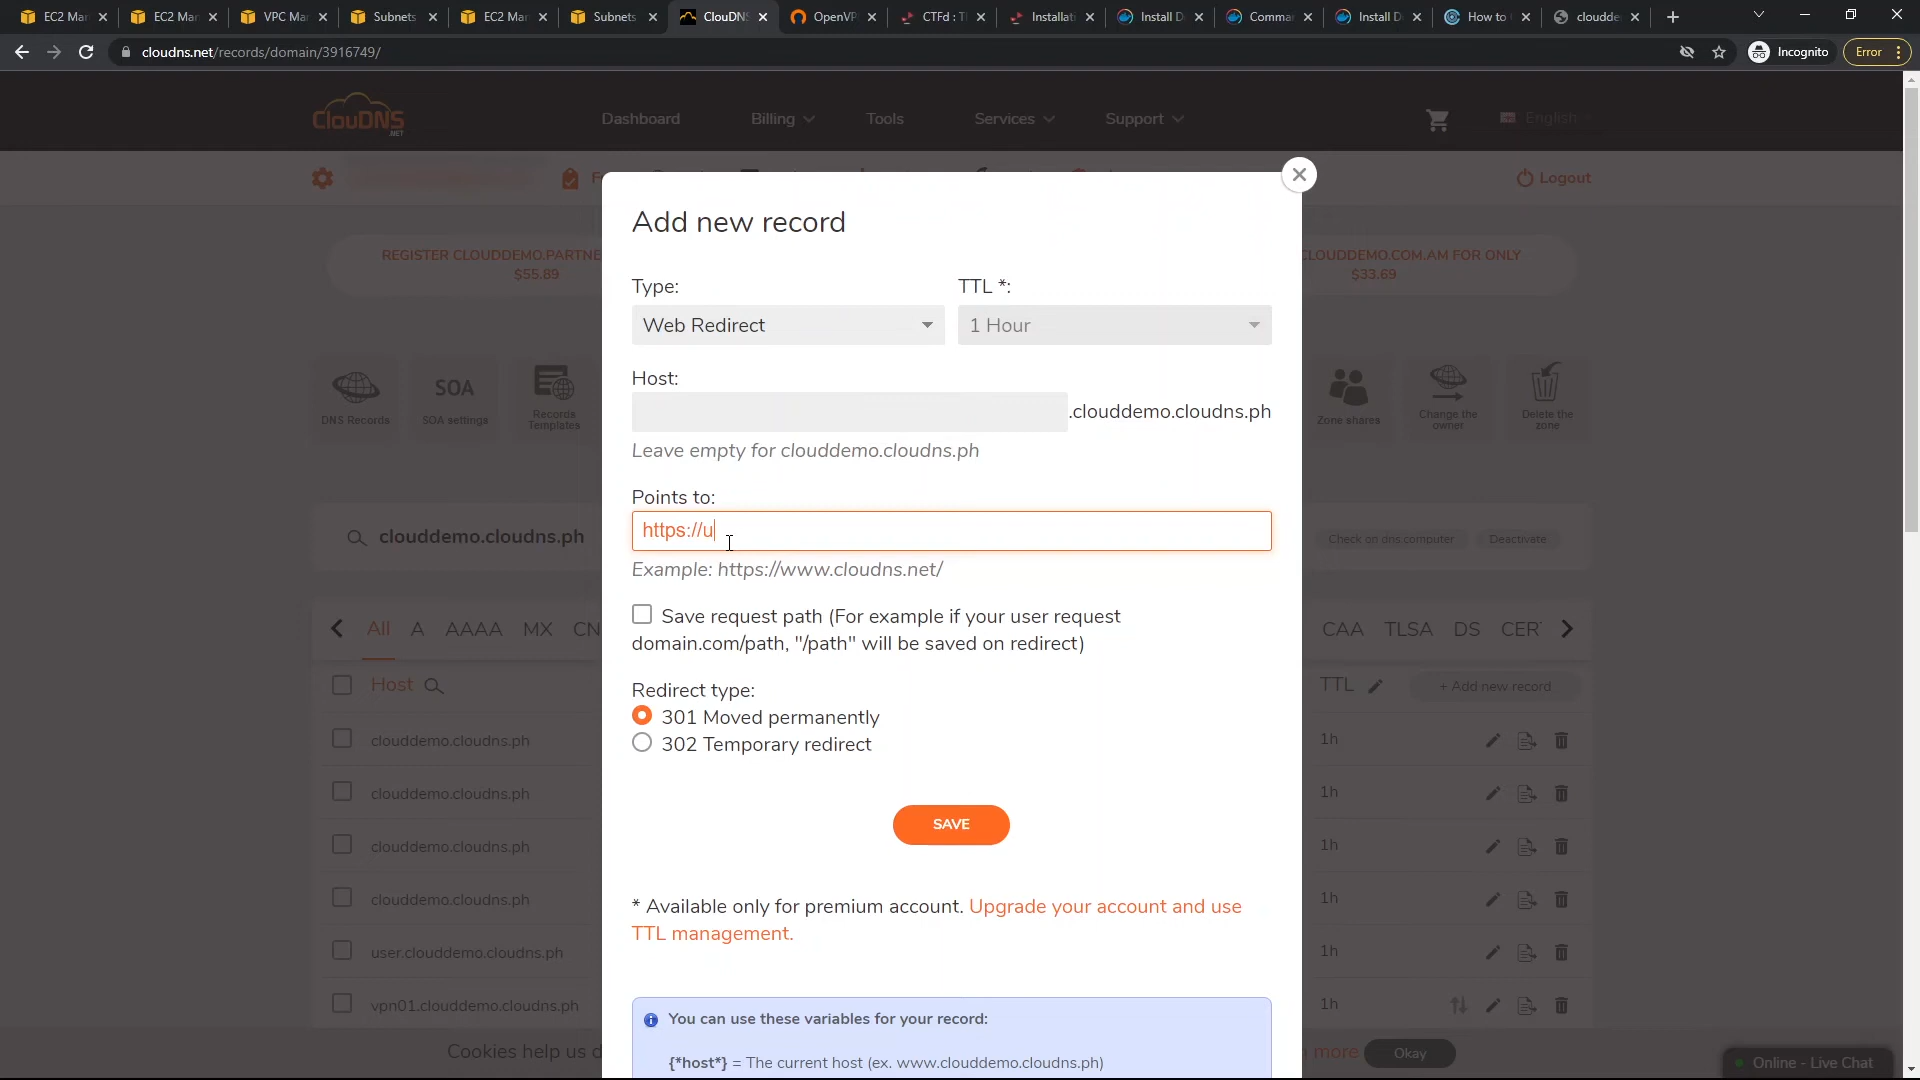 EC2 Mar
EC2 Mar
VPC Mar
Subnets
EC2 Mar
Subnets
ClouDNS
OpenVP
CTFd : Th
Installati
Install D
Comma
Install D
How to
cloudde
cloudns.net/records/domain/3916749/
Incognito
Error
ClouDNS
.NET
Dashboard
Billing
Tools
Services
Support
English
F
Logout
REGISTER CLOUDDEMO.PARTNE
$55.89
CLOUDDEMO.COM.AM FOR ONLY
$33.69
Add new record
Type:
TTL *:
Web Redirect
1 Hour
Host:
.clouddemo.cloudns.ph
Leave empty for clouddemo.cloudns.ph
Points to:
https://u
Example: https://www.cloudns.net/
Save request path (For example if your user request
domain.com/path, "/path" will be saved on redirect)
Redirect type:
301 Moved permanently
302 Temporary redirect
SAVE
* Available only for premium account. Upgrade your account and use
TTL management.
You can use these variables for your record:
{*host*} = The current host (ex. www.clouddemo.cloudns.ph)
DNS Records
SOA
SOA settings
Records
Templates
Zone shares
Change the
owner
Delete the
zone
clouddemo.cloudns.ph
Check on dns.computer
Deactivate
All
A
AAAA
MX
CN
CAA
TLSA
DS
CER
Host
TTL
+ Add new record
clouddemo.cloudns.ph
1h
clouddemo.cloudns.ph
1h
clouddemo.cloudns.ph
1h
clouddemo.cloudns.ph
1h
user.clouddemo.cloudns.ph
1h
vpn01.clouddemo.cloudns.ph
1h
Cookies help us d
more
Okay
Online - Live Chat